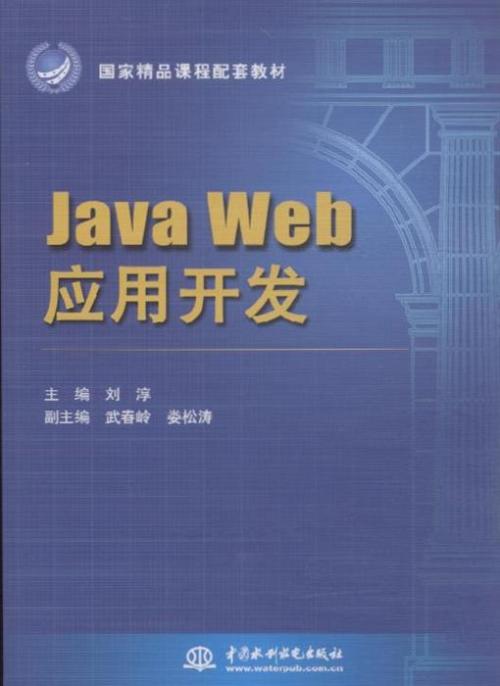 国家精品课程配套教材
Java Web
应用开发
主 编 刘 淳
副主编 武春岭 娄松涛
中国水利水电出版社
www.waterpub.com.cn